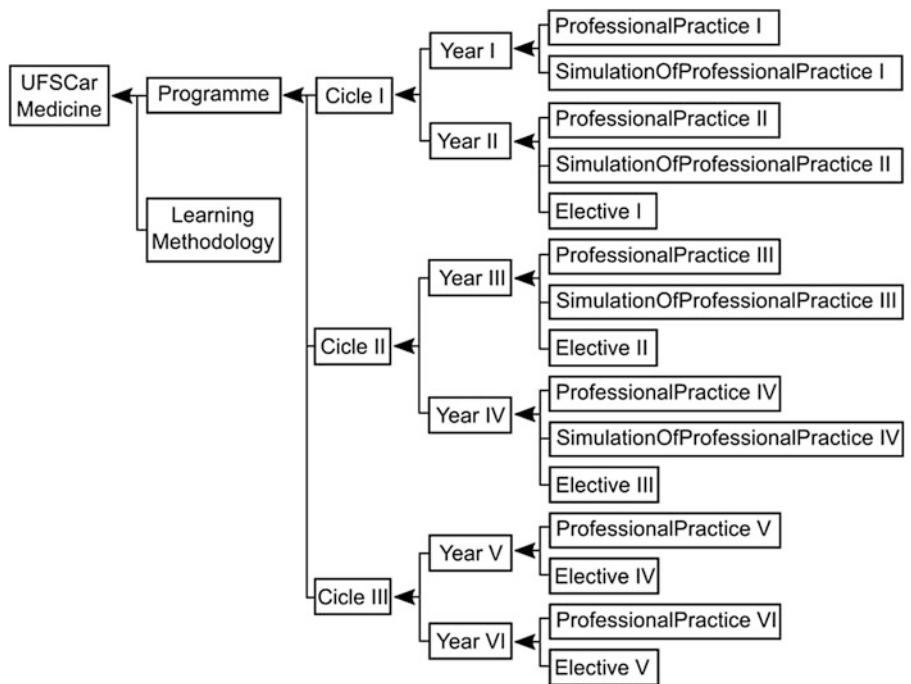 UFSCar
Medicine
Programme
Learning
Methodology
Cicle I
Year I
ProfessionalPractice I
SimulationOfProfessionalPractice I
Year II
ProfessionalPractice II
SimulationOfProfessionalPractice II
Elective I
Cicle II
Year III
ProfessionalPractice III
SimulationOfProfessionalPractice III
Elective II
Year IV
ProfessionalPractice IV
SimulationOfProfessionalPractice IV
Elective III
Cicle III
Year V
ProfessionalPractice V
Elective IV
Year VI
ProfessionalPractice VI
Elective V